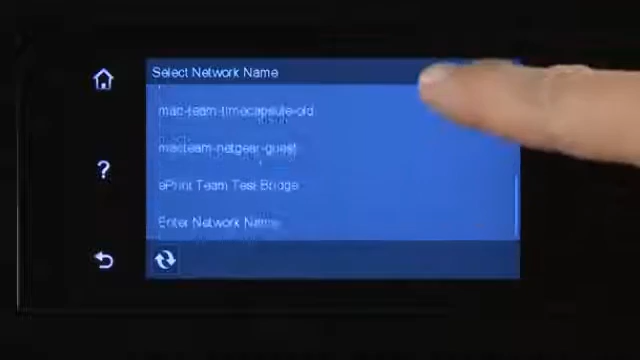 Select Network Name
mac-team-timecapsule-old
macteam-netgear-guest
ePrint Team Test Bridge
Enter Network Name
?